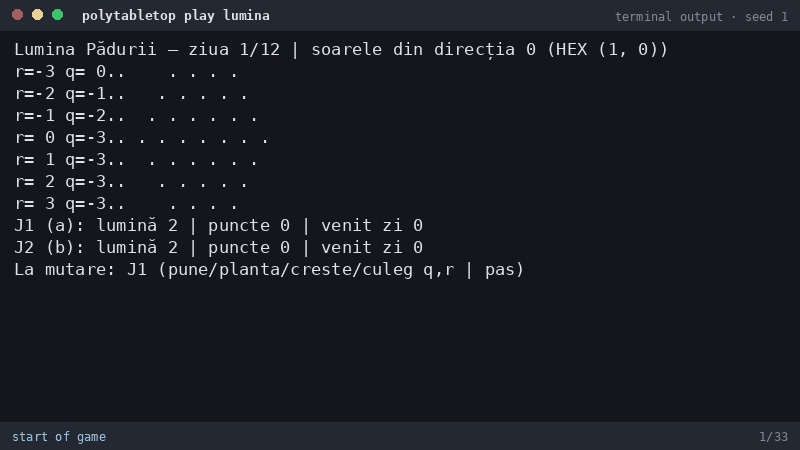 polytabletop play lumina
terminal output · seed 1
Lumina Pădurii — ziua 1/12 | soarele din direcția 0 (HEX (1, 0))
r=-3 q= 0..    . . . .
r=-2 q=-1..   . . . . .
r=-1 q=-2..  . . . . . .
r= 0 q=-3.. . . . . . . .
r= 1 q=-3..  . . . . . .
r= 2 q=-3..   . . . . .
r= 3 q=-3..    . . . .
J1 (a): lumină 2 | puncte 0 | venit zi 0
J2 (b): lumină 2 | puncte 0 | venit zi 0
La mutare: J1 (pune/planta/creste/culeg q,r | pas)
start of game
1/33